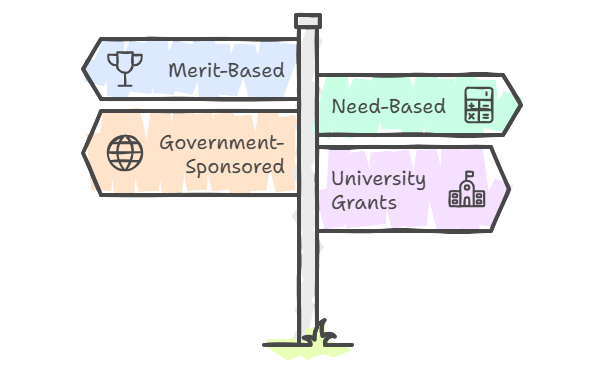 Merit-Based
Need-Based
Government-
Sponsored
University
Grants